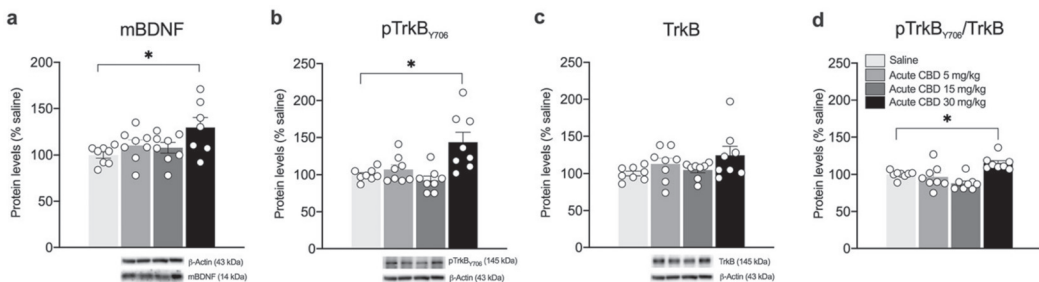 a
mBDNF
*
Protein levels (% saline)
200
150
100
50
0
β-Actin (43 kDa)
mBDNF (14 kDa)
b
pTrkBY706
*
Protein levels (% saline)
250
200
150
100
50
0
pTrkBY706 (145 kDa)
β-Actin (43 kDa)
c
TrkB
Protein levels (% saline)
250
200
150
100
50
0
TrkB (145 kDa)
β-Actin (43 kDa)
d
pTrkBY706/TrkB
Saline
Acute CBD 5 mg/kg
Acute CBD 15 mg/kg
Acute CBD 30 mg/kg
*
Protein levels (% saline)
250
200
150
100
50
0